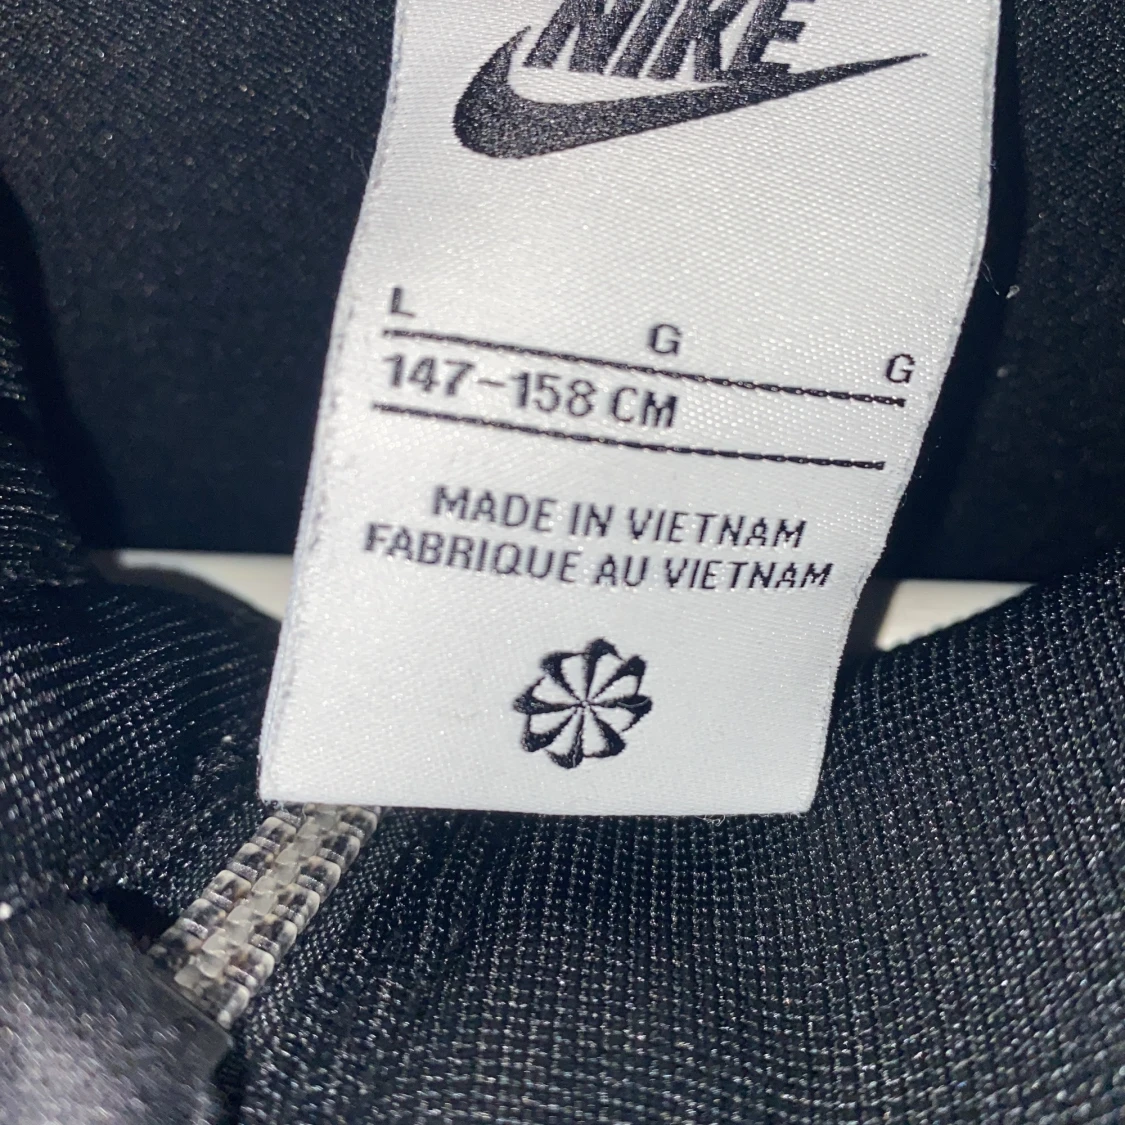 NIKE
L G G
147-158 CM
MADE IN VIETNAM
FABRIQUE AU VIETNAM